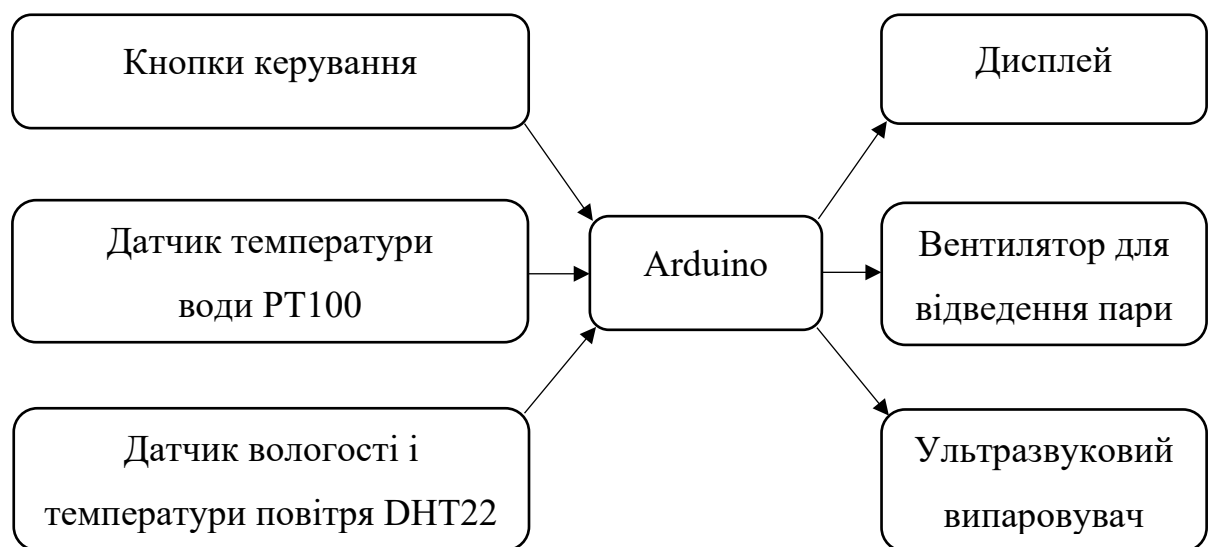 Кнопки керування
Дисплей
Датчик температури
води PT100
Arduino
Вентилятор для
відведення пари
Датчик вологості і
температури повітря DHT22
Ультразвуковий
випаровувач